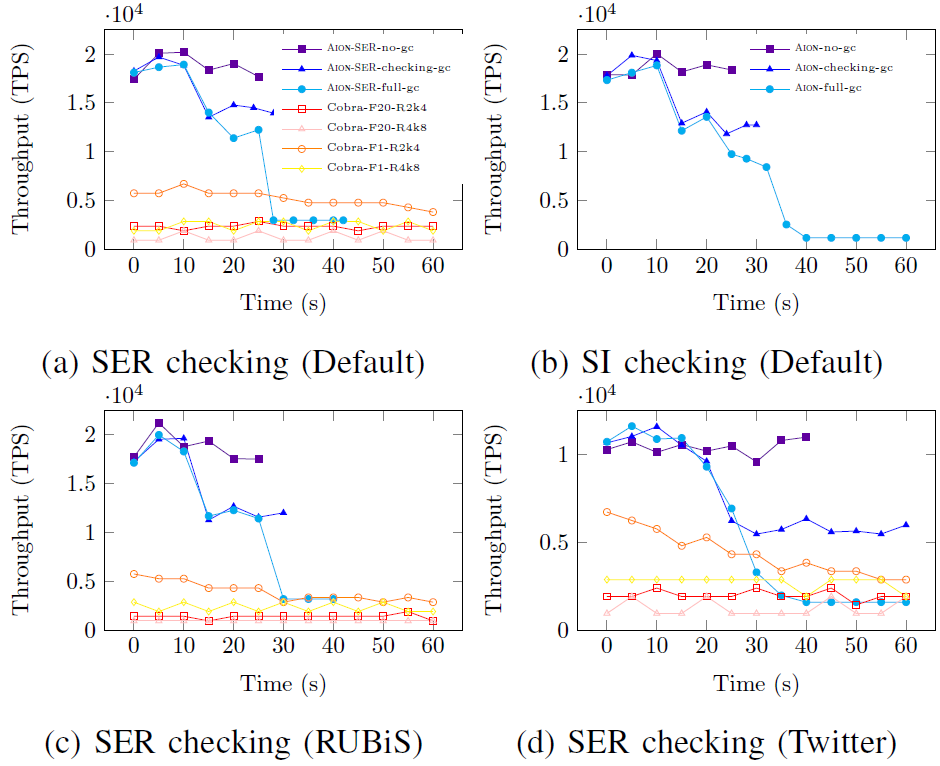 ·10⁴
Throughput (TPS)
2
1.5
1
0.5
0
0 10 20 30 40 50 60
Time (s)
Aion-SER-no-gc
Aion-SER-checking-gc
Aion-SER-full-gc
Cobra-F20-R2k4
Cobra-F20-R4k8
Cobra-F1-R2k4
Cobra-F1-R4k8
(a) SER checking (Default)
·10⁴
Throughput (TPS)
2
1.5
1
0.5
0
0 10 20 30 40 50 60
Time (s)
Aion-no-gc
Aion-checking-gc
Aion-full-gc
(b) SI checking (Default)
·10⁴
Throughput (TPS)
2
1.5
1
0.5
0
0 10 20 30 40 50 60
Time (s)
(c) SER checking (RUBiS)
·10⁴
Throughput (TPS)
1
0.5
0
0 10 20 30 40 50 60
Time (s)
(d) SER checking (Twitter)